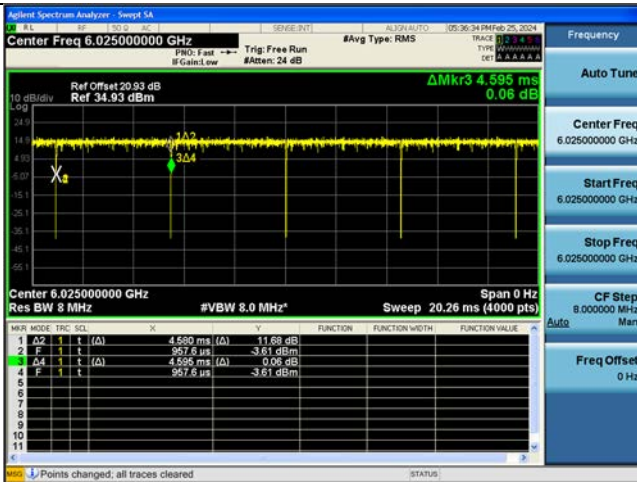 Agilent Spectrum Analyzer - Swept SA
RL RF 50 Ω AC SENSE:INT ALIGN AUTO 05:36:34 PM Feb 25, 2024
Center Freq 6.025000000 GHz
PNO: Fast Trig: Free Run
IFGain:Low #Atten: 24 dB
#Avg Type: RMS
TRACE 1 2 3 4 5 6
TYPE
DET A A A A A A
Ref Offset 20.93 dB
10 dB/div Ref 34.93 dBm
Log
ΔMkr3 4.595 ms
0.06 dB
24.9
14.9
4.93
-5.07
-15.1
-25.1
-35.1
-45.1
-55.1
1Δ2
3Δ4
Center 6.025000000 GHz Span 0 Hz
Res BW 8 MHz #VBW 8.0 MHz* Sweep 20.26 ms (4000 pts)
MKR MODE TRC SCL X Y FUNCTION FUNCTION WIDTH FUNCTION VALUE
1 Δ2 1 t (Δ) 4.580 ms (Δ) 11.68 dB
2 F 1 t 957.6 µs -3.61 dBm
3 Δ4 1 t (Δ) 4.595 ms (Δ) 0.06 dB
4 F 1 t 957.6 µs -3.61 dBm
5
6
7
8
9
10
11
MSG Points changed; all traces cleared STATUS
Frequency
Auto Tune
Center Freq
6.025000000 GHz
Start Freq
6.025000000 GHz
Stop Freq
6.025000000 GHz
CF Step
8.000000 MHz
Auto Man
Freq Offset
0 Hz